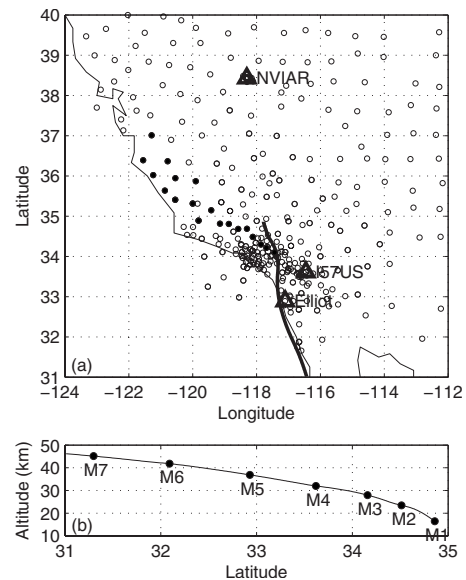 40
39
38
37
36
35
34
33
32
31
Latitude
NVIAR
I57US
Elliot
(a)
−124 −122 −120 −118 −116 −114 −112
Longitude
50
40
30
20
10
Altitude (km)
M7 M6 M5 M4 M3 M2 M1
(b)
31 32 33 34 35
Latitude